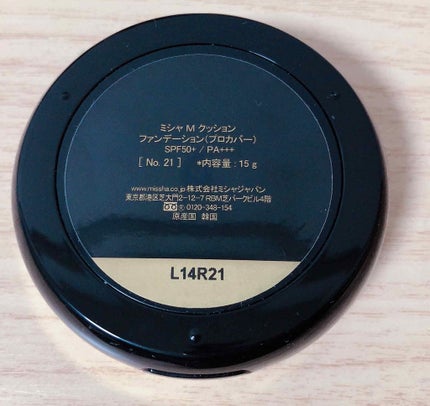 ミシャ M クッション
ファンデーション(プロカバー)
SPF50+ / PA+++
[ No. 21 ] *内容量 : 15 g
www.missha.co.jp 株式会社ミシャジャパン
東京都港区芝大門2-12-7 RBM芝パークビル4階
0120-348-154
原産国 韓国
L14R21